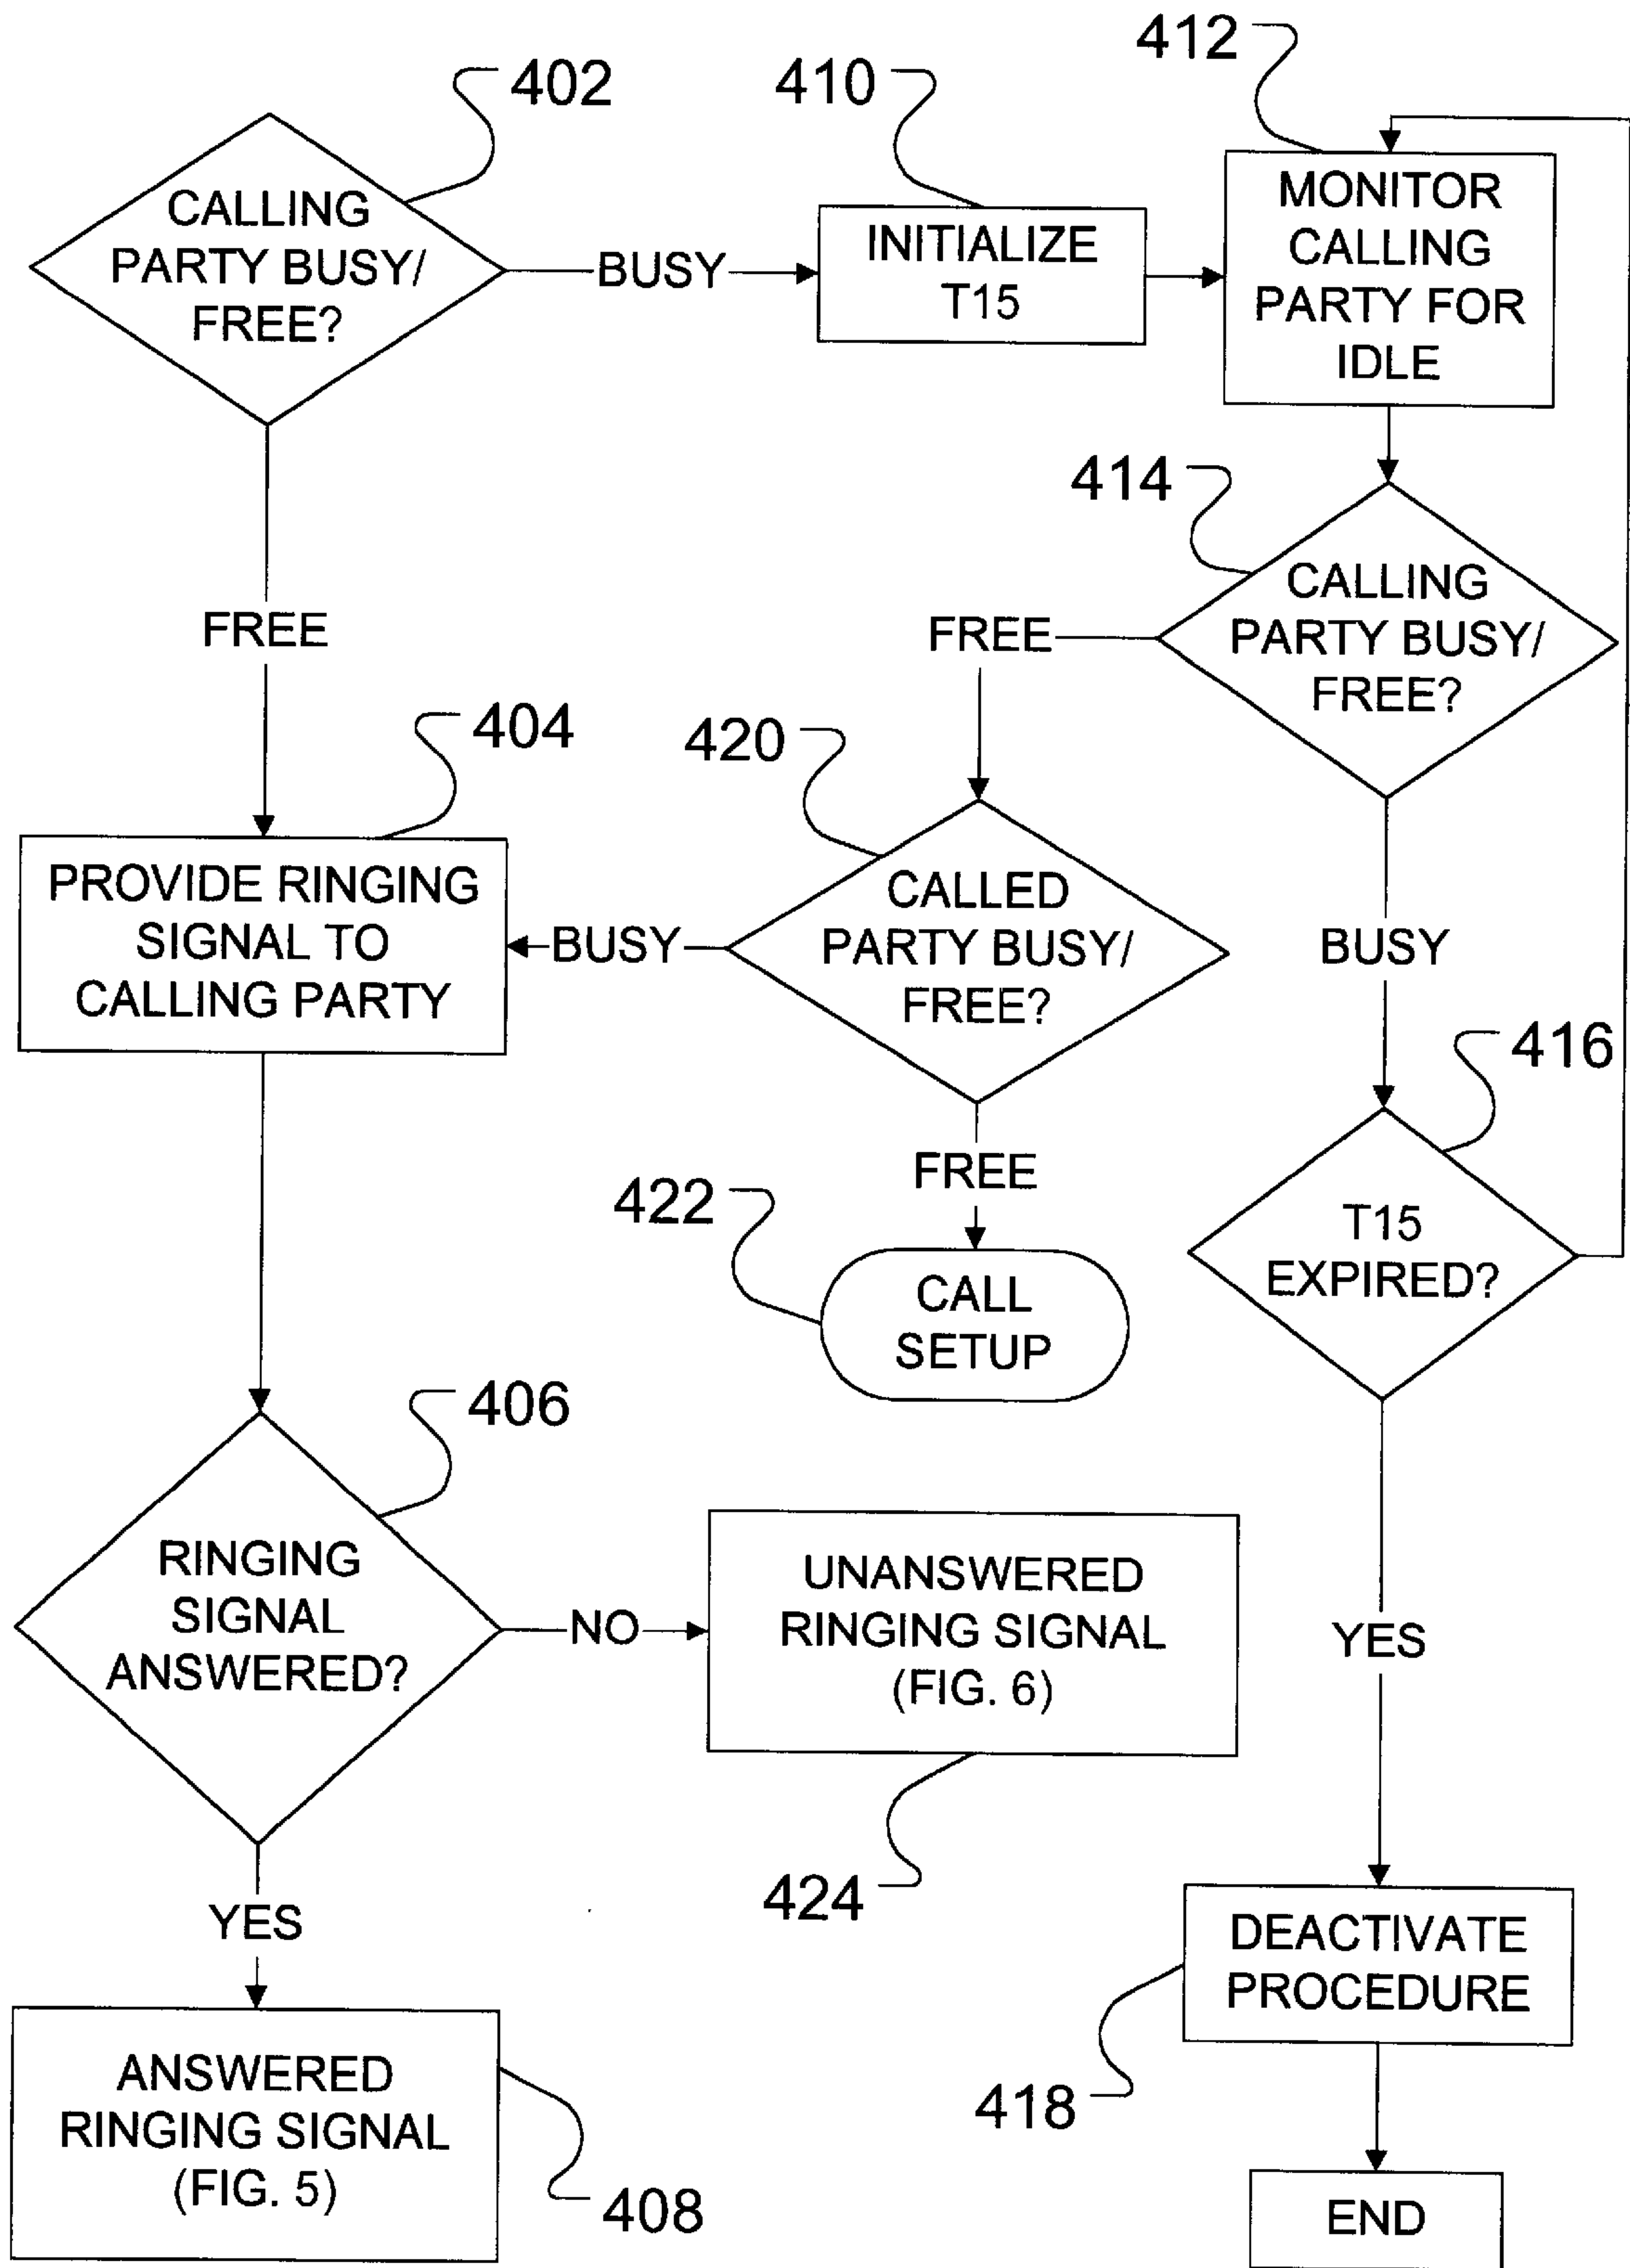 402
410
412
CALLING
PARTY BUSY/
FREE?
BUSY
INITIALIZE
T15
MONITOR
CALLING
PARTY FOR
IDLE
414
CALLING
PARTY BUSY/
FREE?
FREE
FREE
404
420
PROVIDE RINGING
SIGNAL TO
CALLING PARTY
BUSY
CALLED
PARTY BUSY/
FREE?
BUSY
416
FREE
422
CALL
SETUP
T15
EXPIRED?
406
RINGING
SIGNAL
ANSWERED?
NO
UNANSWERED
RINGING SIGNAL
(FIG. 6)
YES
424
YES
DEACTIVATE
PROCEDURE
418
ANSWERED
RINGING SIGNAL
(FIG. 5)
408
END